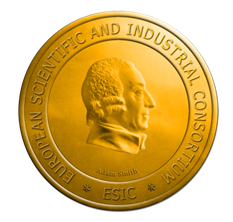 EUROPEAN SCIENTIFIC AND INDUSTRIAL CONSORTIUM
Adam Smith
* ESIC *